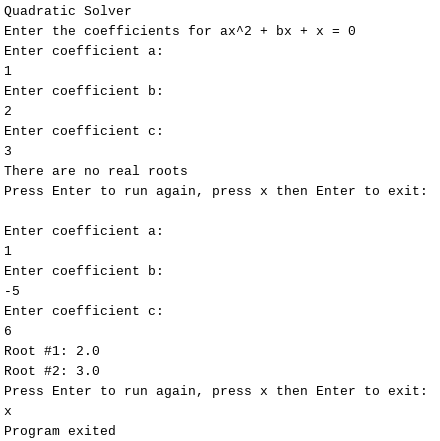 Quadratic Solver
Enter the coefficients for ax^2 + bx + x = 0
Enter coefficient a:
1
Enter coefficient b:
2
Enter coefficient c:
3
There are no real roots
Press Enter to run again, press x then Enter to exit:
Enter coefficient a:
1
Enter coefficient b:
-5
Enter coefficient c:
6
Root #1: 2.0
Root #2: 3.0
Press Enter to run again, press x then Enter to exit:
x
Program exited